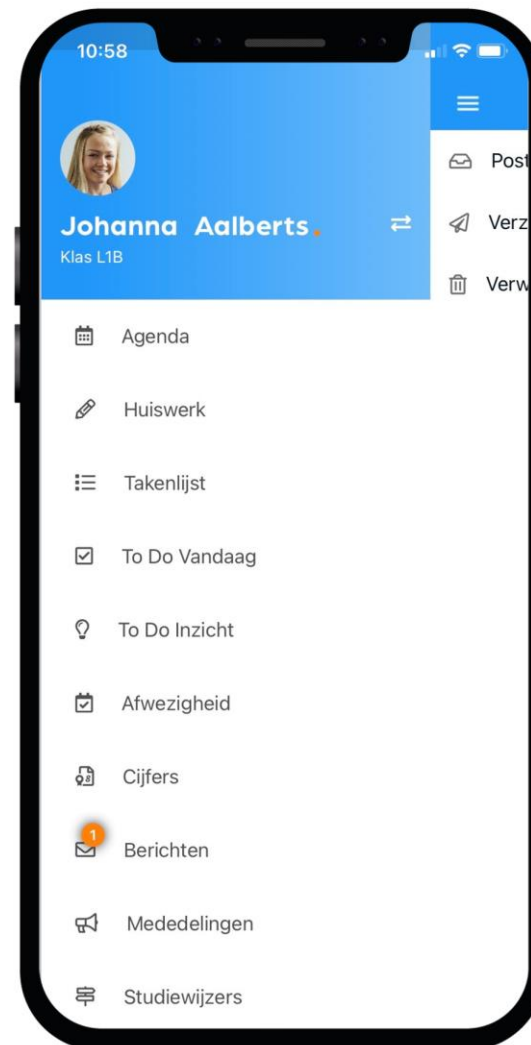 10:58
Johanna Aalberts.
Klas L1B
Agenda
Huiswerk
Takenlijst
To Do Vandaag
To Do Inzicht
Afwezigheid
Cijfers
1
Berichten
Mededelingen
Studiewijzers
Post
Verz
Verw